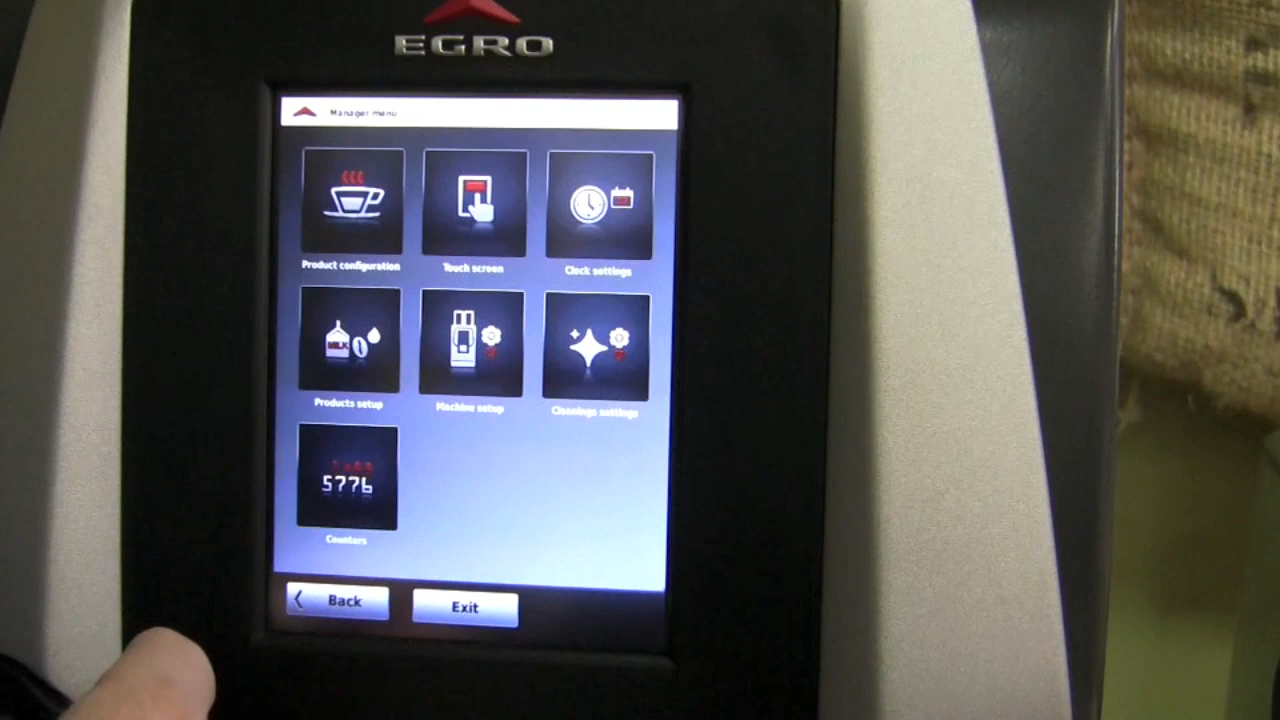 EGRO
Manager menu
Product configuration
Touch screen
Clock settings
MILK
Products setup
Machine setup
Cleanings settings
5776
Counters
Back
Exit